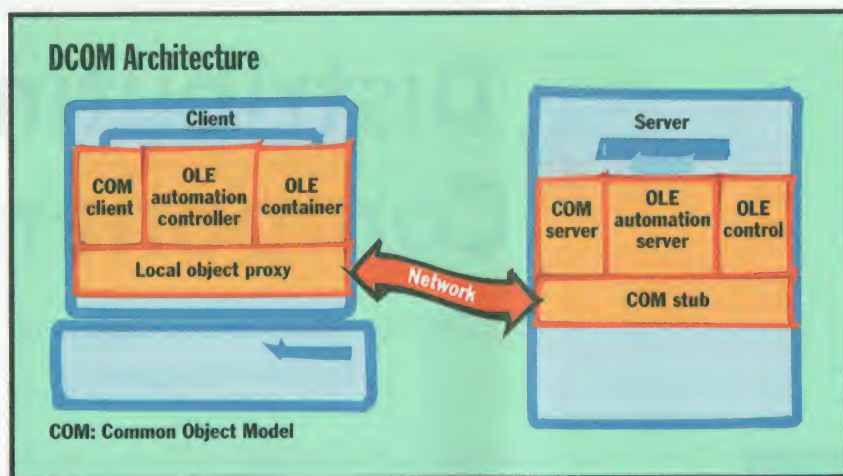 DCOM Architecture
Client
COM
client
OLE
automation
controller
OLE
container
Local object proxy
Network
Server
COM
server
OLE
automation
server
OLE
control
COM stub
COM: Common Object Model